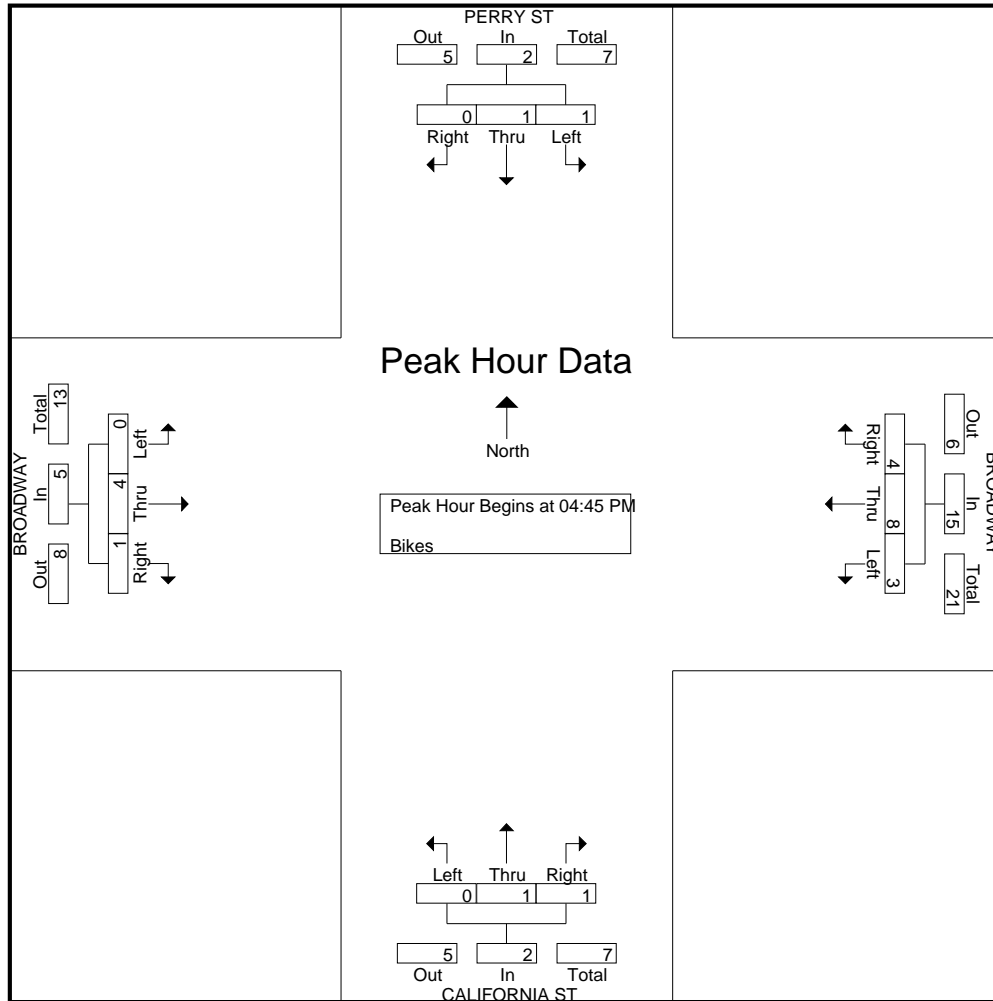 PERRY ST
Out In Total
5 2 7
0 1 1
Right Thru Left
Peak Hour Data
North
Peak Hour Begins at 04:45 PM
Bikes
BROADWAY
Total In Out
13 5 8
0 4 1
Left Thru Right
Right Thru Left
4 8 3
Out In Total
6 15 21
BROADWAY
Left Thru Right
0 1 1
5 2 7
Out In Total
CALIFORNIA ST